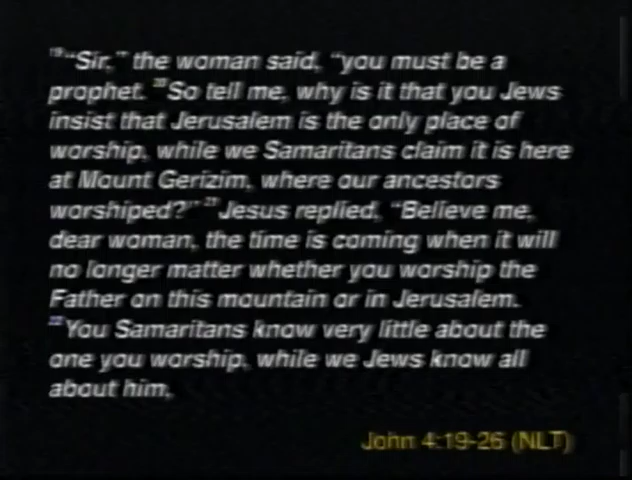 ¹⁹“Sir,” the woman said, “you must be a
prophet. ²⁰So tell me, why is it that you Jews
insist that Jerusalem is the only place of
worship, while we Samaritans claim it is here
at Mount Gerizim, where our ancestors
worshiped?” ²¹Jesus replied, “Believe me,
dear woman, the time is coming when it will
no longer matter whether you worship the
Father on this mountain or in Jerusalem.
²²You Samaritans know very little about the
one you worship, while we Jews know all
about him,
John 4:19-26 (NLT)